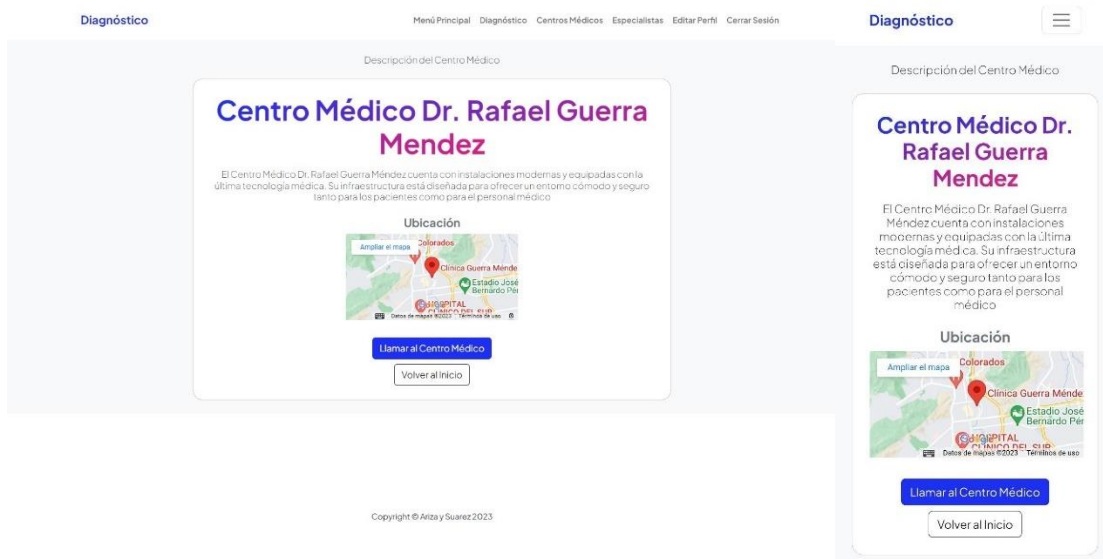 Diagnóstico
Menú Principal Diagnóstico Centros Médicos Especialistas Editar Perfil Cerrar Sesión
Descripción del Centro Médico
Centro Médico Dr. Rafael Guerra
Mendez
El Centro Médico Dr. Rafael Guerra Méndez cuenta con instalaciones modernas y equipadas con la
última tecnología médica. Su infraestructura está diseñada para ofrecer un entorno cómodo y seguro
tanto para los pacientes como para el personal médico
Ubicación
Ampliar el mapa
Colorados
Clínica Guerra Ménde
Estadio José
Bernardo Pér
HOSPITAL
CLINICO DEL SUR
Datos de mapas ©2023 Términos de uso
Llamar al Centro Médico
Volver al Inicio
Copyright © Ariza y Suarez 2023
Diagnóstico
Descripción del Centro Médico
Centro Médico Dr.
Rafael Guerra
Mendez
El Centro Médico Dr. Rafael Guerra
Méndez cuenta con instalaciones
modernas y equipadas con la última
tecnología médica. Su infraestructura
está diseñada para ofrecer un entorno
cómodo y seguro tanto para los
pacientes como para el personal
médico
Ubicación
Ampliar el mapa
Colorados
Clínica Guerra Ménde
Estadio José
Bernardo Pér
Google
HOSPITAL
CLINICO DEL SUR
Datos de mapas ©2023 Términos de uso
Llamar al Centro Médico
Volver al Inicio